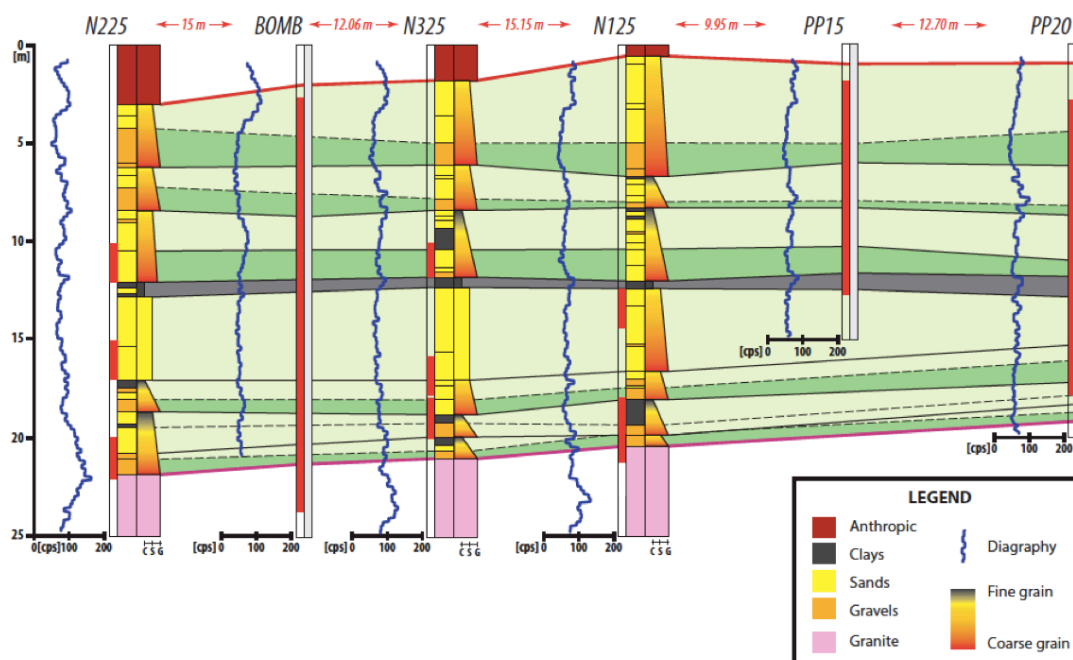 N225 15 m BOMB 12.06 m N325 15.15 m N125 9.95 m PP15 12.70 m PP20
0
[m]
5
10
15
[cps] 0 100 200
20
[cps] 0 100 200
25
0[cps]100 200
[cps] 0 100 200
C S G
[cps] 0 100 200
C S G
[cps] 0 100 200
C S G
LEGEND
Anthropic
Clays
Diagraphy
Sands
Fine grain
Gravels
Granite
Coarse grain